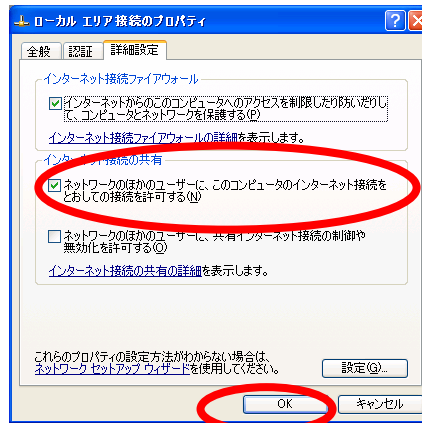 ローカル エリア接続のプロパティ
全般
認証
詳細設定
インターネット接続ファイアウォール
インターネットからのこのコンピュータへのアクセスを制限したり防いだりし
て、コンピュータとネットワークを保護する(P)
インターネット接続ファイアウォールの詳細を表示します。
インターネット接続の共有
ネットワークのほかのユーザーに、このコンピュータのインターネット接続を
とおしての接続を許可する(N)
ネットワークのほかのユーザーに、共有インターネット接続の制御や
無効化を許可する(O)
インターネット接続の共有の詳細を表示します。
これらのプロパティの設定方法がわからない場合は、
ネットワーク セットアップ ウィザードを使用してください。
設定(G)...
OK
キャンセル